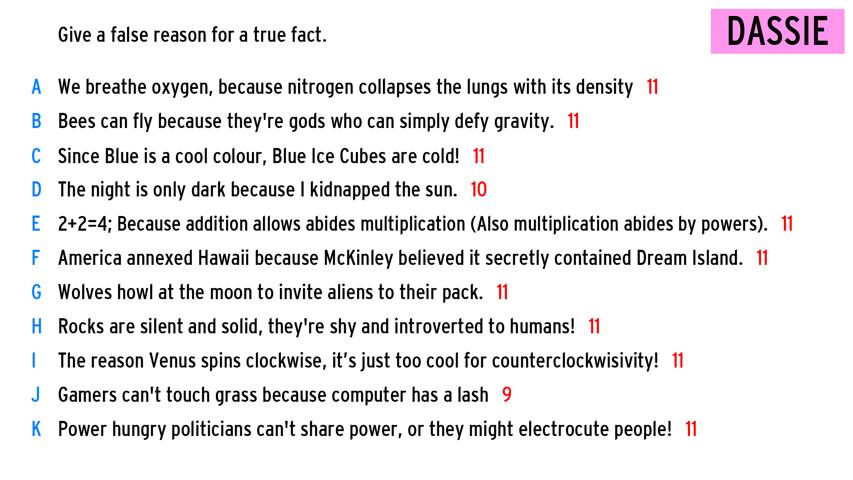 Give a false reason for a true fact.
DASSIE
A We breathe oxygen, because nitrogen collapses the lungs with its density 11
B Bees can fly because they're gods who can simply defy gravity. 11
C Since Blue is a cool colour, Blue Ice Cubes are cold! 11
D The night is only dark because I kidnapped the sun. 10
E 2+2=4; Because addition allows abides multiplication (Also multiplication abides by powers). 11
F America annexed Hawaii because McKinley believed it secretly contained Dream Island. 11
G Wolves howl at the moon to invite aliens to their pack. 11
H Rocks are silent and solid, they're shy and introverted to humans! 11
I The reason Venus spins clockwise, it’s just too cool for counterclockwisivity! 11
J Gamers can't touch grass because computer has a lash 9
K Power hungry politicians can't share power, or they might electrocute people! 11